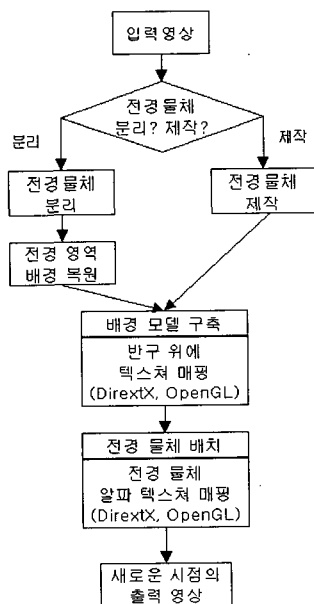 입력영상
전경물체
분리? 제작?
분리
제작
전경물체
분리
전경물체
제작
전경 영역
배경 복원
배경 모델 구축
반구 위에
텍스쳐 매핑
(DirextX, OpenGL)
전경 물체 배치
전경 물체
알파 텍스쳐 매핑
(DirextX, OpenGL)
새로운 시점의
출력 영상